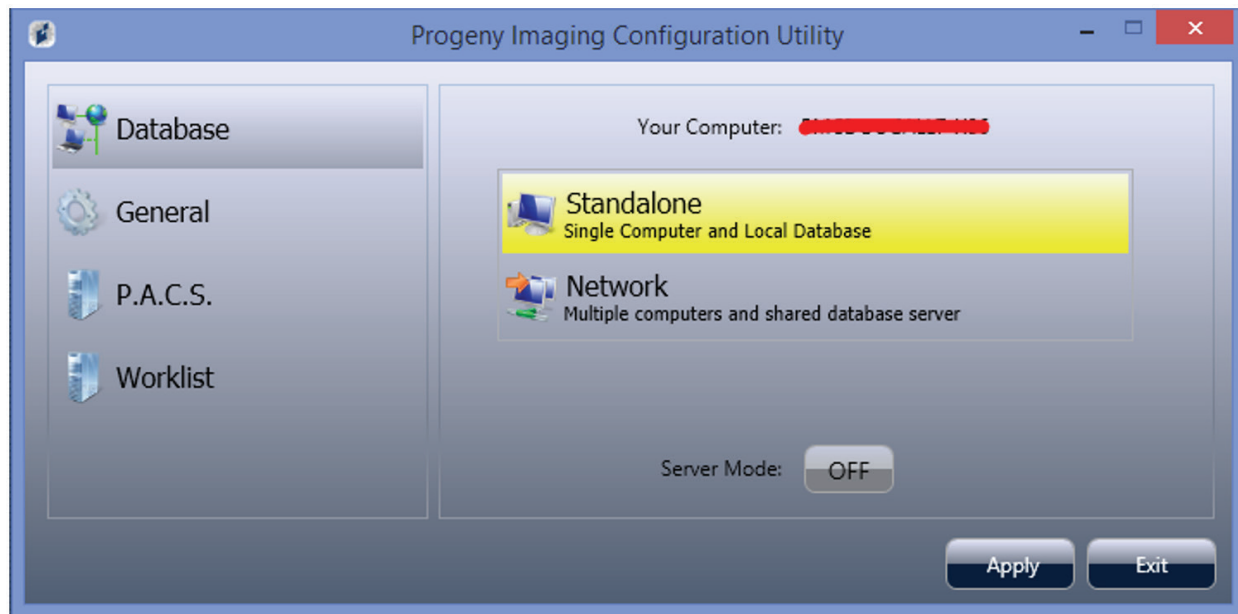 Progeny Imaging Configuration Utility
Database
General
P.A.C.S.
Worklist
Your Computer:
Standalone
Single Computer and Local Database
Network
Multiple computers and shared database server
Server Mode: OFF
Apply Exit